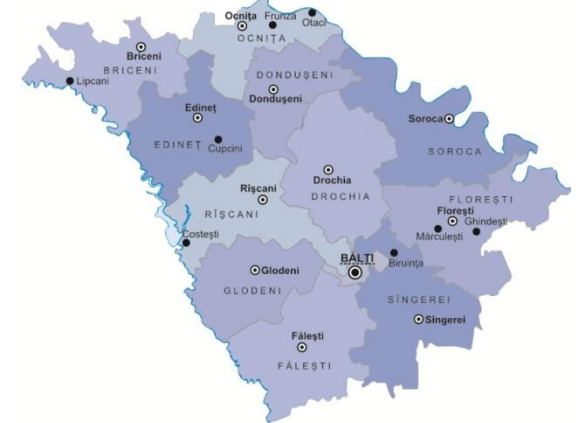 Ocnița
Frunza
Otaci
OCNIȚA
Briceni
BRICENI
Lipcani
DONDUȘENI
Dondușeni
Edineț
EDINEȚ
Cupcini
Soroca
SOROCA
Drochia
DROCHIA
Rîșcani
RÎȘCANI
Costești
FLOREȘTI
Florești
Ghindești
Mărculești
BĂLȚI
Biruința
Glodeni
GLODENI
SÎNGEREI
Sîngerei
Fălești
FĂLEȘTI